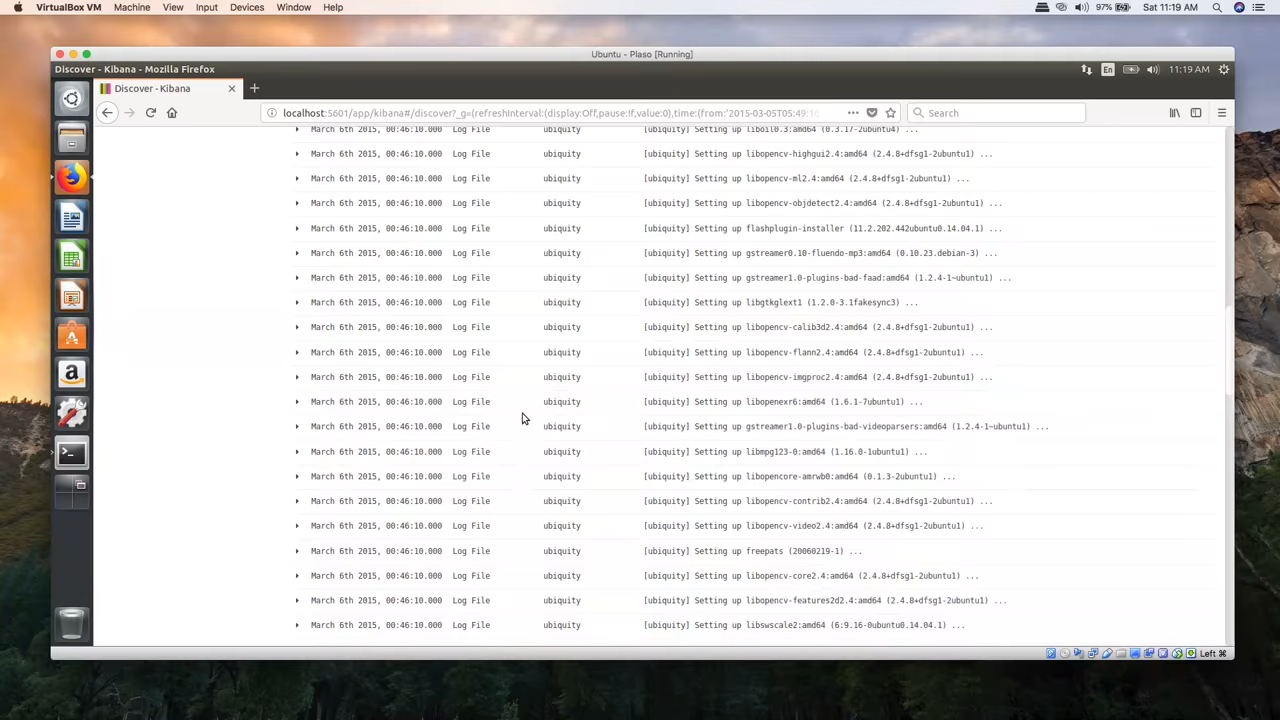 VirtualBox VM Machine View Input Devices Window Help 97% Sat 11:19 AM
Ubuntu - Plaso [Running]
Discover - Kibana - Mozilla Firefox En 11:19 AM
Discover - Kibana
localhost:5601/app/kibana#/discover?_g=(refreshInterval:(display:Off,pause:!f,value:0),time:(from:'2015-03-05T05:49:16 Search
March 6th 2015, 00:46:10.000 Log File ubiquity [ubiquity] Setting up liboil0.3:amd64 (0.3.17-2ubuntu4) ...
March 6th 2015, 00:46:10.000 Log File ubiquity [ubiquity] Setting up libopencv-highgui2.4:amd64 (2.4.8+dfsg1-2ubuntu1) ...
March 6th 2015, 00:46:10.000 Log File ubiquity [ubiquity] Setting up libopencv-ml2.4:amd64 (2.4.8+dfsg1-2ubuntu1) ...
March 6th 2015, 00:46:10.000 Log File ubiquity [ubiquity] Setting up libopencv-objdetect2.4:amd64 (2.4.8+dfsg1-2ubuntu1) ...
March 6th 2015, 00:46:10.000 Log File ubiquity [ubiquity] Setting up flashplugin-installer (11.2.202.442ubuntu0.14.04.1) ...
March 6th 2015, 00:46:10.000 Log File ubiquity [ubiquity] Setting up gstreamer0.10-fluendo-mp3:amd64 (0.10.23.debian-3) ...
March 6th 2015, 00:46:10.000 Log File ubiquity [ubiquity] Setting up gstreamer1.0-plugins-bad-faad:amd64 (1.2.4-1~ubuntu1) ...
March 6th 2015, 00:46:10.000 Log File ubiquity [ubiquity] Setting up libgtkglext1 (1.2.0-3.1fakesync3) ...
March 6th 2015, 00:46:10.000 Log File ubiquity [ubiquity] Setting up libopencv-calib3d2.4:amd64 (2.4.8+dfsg1-2ubuntu1) ...
March 6th 2015, 00:46:10.000 Log File ubiquity [ubiquity] Setting up libopencv-flann2.4:amd64 (2.4.8+dfsg1-2ubuntu1) ...
March 6th 2015, 00:46:10.000 Log File ubiquity [ubiquity] Setting up libopencv-imgproc2.4:amd64 (2.4.8+dfsg1-2ubuntu1) ...
March 6th 2015, 00:46:10.000 Log File ubiquity [ubiquity] Setting up libopenexr6:amd64 (1.6.1-7ubuntu1) ...
March 6th 2015, 00:46:10.000 Log File ubiquity [ubiquity] Setting up gstreamer1.0-plugins-bad-videoparsers:amd64 (1.2.4-1~ubuntu1) ...
March 6th 2015, 00:46:10.000 Log File ubiquity [ubiquity] Setting up libmpg123-0:amd64 (1.16.0-1ubuntu1) ...
March 6th 2015, 00:46:10.000 Log File ubiquity [ubiquity] Setting up libopencore-amrwb0:amd64 (0.1.3-2ubuntu1) ...
March 6th 2015, 00:46:10.000 Log File ubiquity [ubiquity] Setting up libopencv-contrib2.4:amd64 (2.4.8+dfsg1-2ubuntu1) ...
March 6th 2015, 00:46:10.000 Log File ubiquity [ubiquity] Setting up libopencv-video2.4:amd64 (2.4.8+dfsg1-2ubuntu1) ...
March 6th 2015, 00:46:10.000 Log File ubiquity [ubiquity] Setting up freepats (20060219-1) ...
March 6th 2015, 00:46:10.000 Log File ubiquity [ubiquity] Setting up libopencv-core2.4:amd64 (2.4.8+dfsg1-2ubuntu1) ...
March 6th 2015, 00:46:10.000 Log File ubiquity [ubiquity] Setting up libopencv-features2d2.4:amd64 (2.4.8+dfsg1-2ubuntu1) ...
March 6th 2015, 00:46:10.000 Log File ubiquity [ubiquity] Setting up libswscale2:amd64 (6:9.16-0ubuntu0.14.04.1) ...
Left ⌘